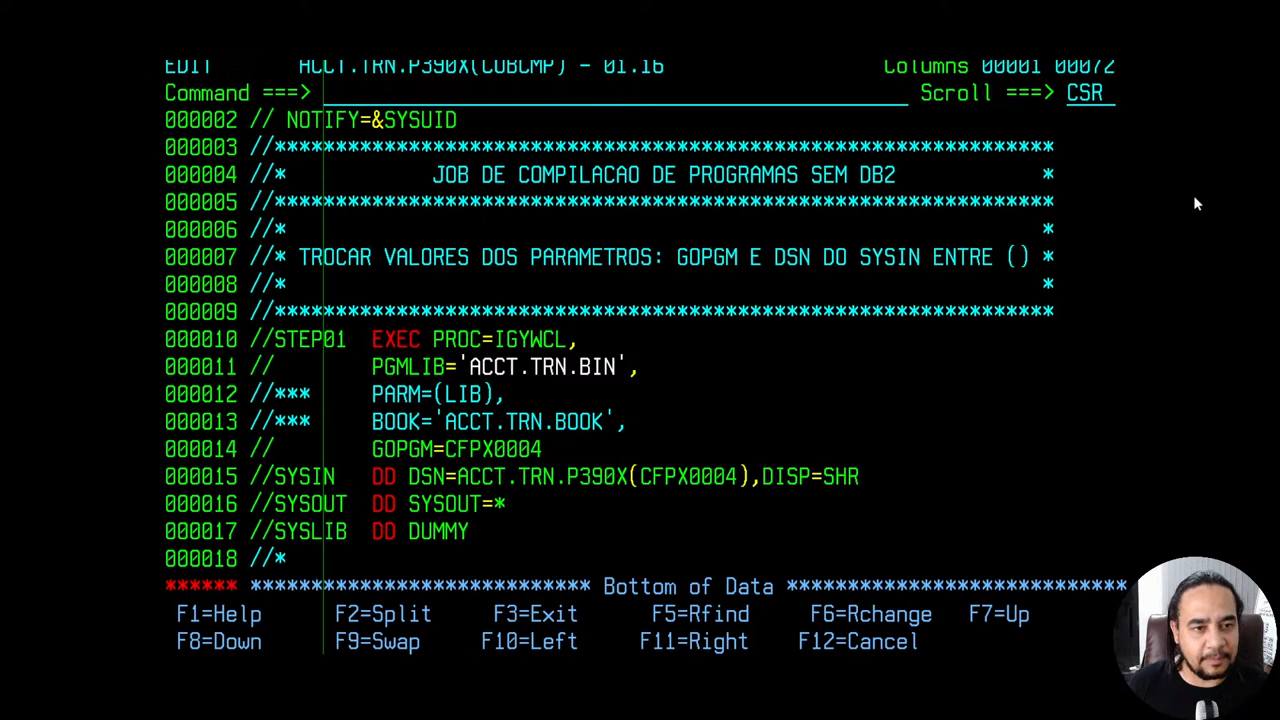 EDIT       ACCT.TRN.P390X(COBCMP) - 01.16                  Columns 00001 00072
Command ===>                                                  Scroll ===> CSR
000002 // NOTIFY=&SYSUID
000003 //****************************************************************
000004 //*            JOB DE COMPILACAO DE PROGRAMAS SEM DB2            *
000005 //****************************************************************
000006 //*                                                              *
000007 //* TROCAR VALORES DOS PARAMETROS: GOPGM E DSN DO SYSIN ENTRE () *
000008 //*                                                              *
000009 //****************************************************************
000010 //STEP01  EXEC PROC=IGYWCL,
000011 //        PGMLIB='ACCT.TRN.BIN',
000012 //***     PARM=(LIB),
000013 //***     BOOK='ACCT.TRN.BOOK',
000014 //        GOPGM=CFPX0004
000015 //SYSIN   DD DSN=ACCT.TRN.P390X(CFPX0004),DISP=SHR
000016 //SYSOUT  DD SYSOUT=*
000017 //SYSLIB  DD DUMMY
000018 //*
****** **************************** Bottom of Data ****************************
F1=Help      F2=Split     F3=Exit      F5=Rfind     F6=Rchange   F7=Up
F8=Down      F9=Swap     F10=Left     F11=Right    F12=Cancel